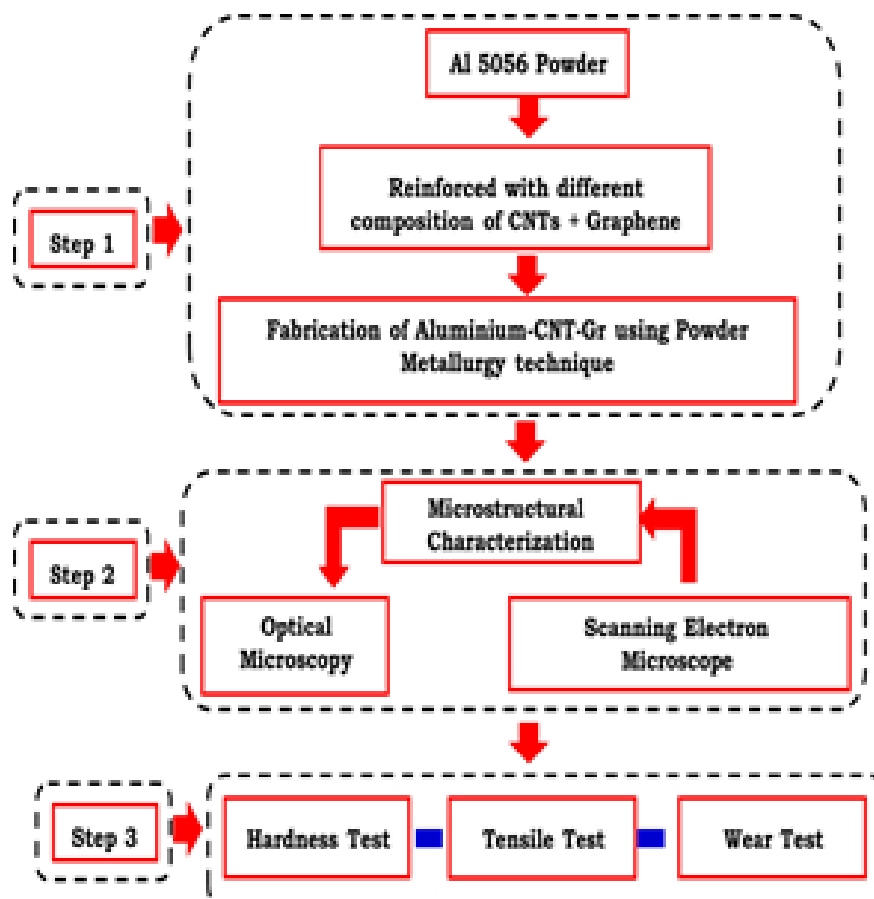 Al 5056 Powder
Reinforced with different
composition of CNTs + Graphene
Step 1
Fabrication of Aluminium-CNT-Gr using Powder
Metallurgy technique
Microstructural
Characterization
Step 2
Optical
Microscopy
Scanning Electron
Microscope
Step 3
Hardness Test
Tensile Test
Wear Test